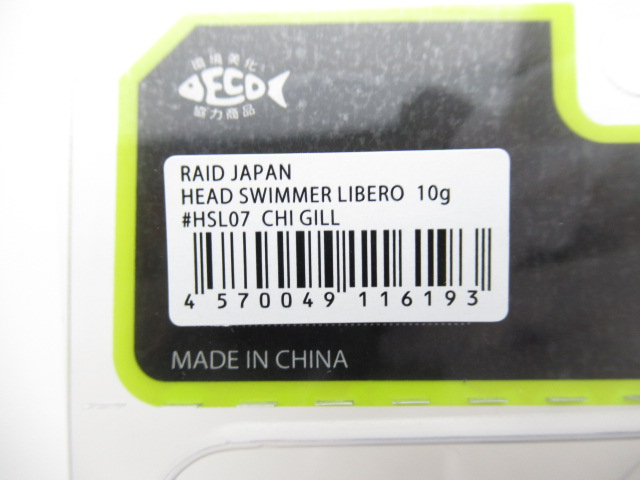 環境美化
ECO
協力商品
RAID JAPAN
HEAD SWIMMER LIBERO 10g
#HSL07 CHI GILL
4 570049 116193
MADE IN CHINA